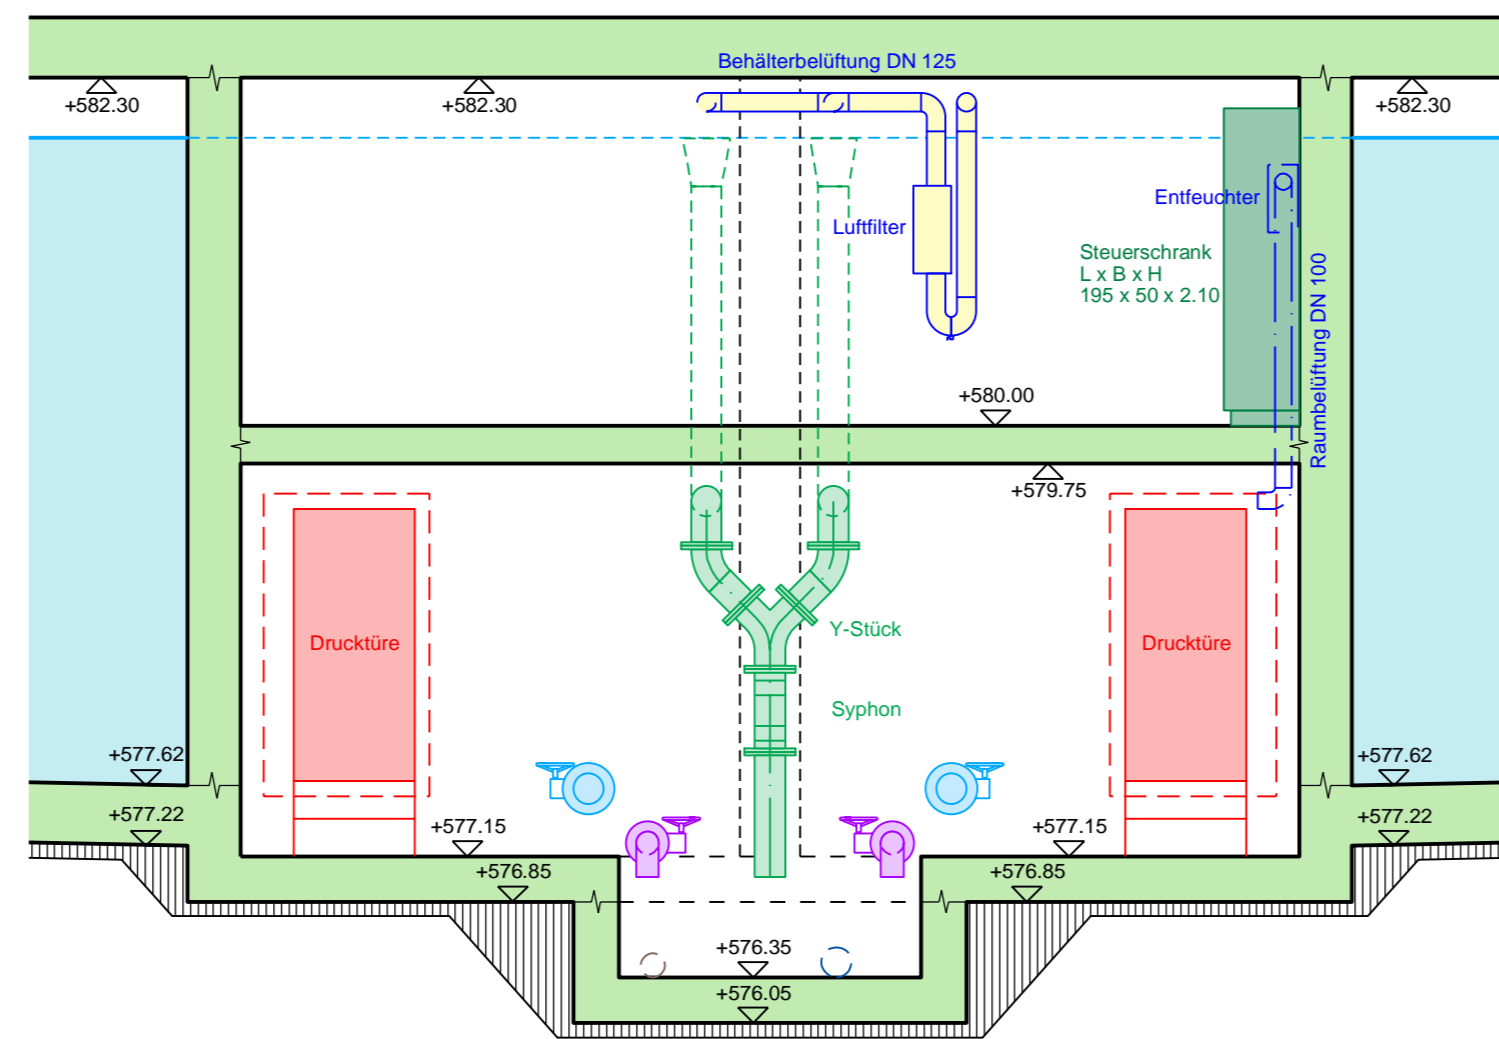 Behälterbelüftung DN 125
+582.30
+582.30
+582.30
Entfeuchter
Luftfilter
Steuerschrank
L x B x H
195 x 50 x 2.10
Raumbelüftung DN 100
+580.00
+579.75
Drucktüre
Y-Stück
Drucktüre
Syphon
+577.62
+577.62
+577.22
+577.15
+577.15
+577.22
+576.85
+576.85
+576.35
+576.05